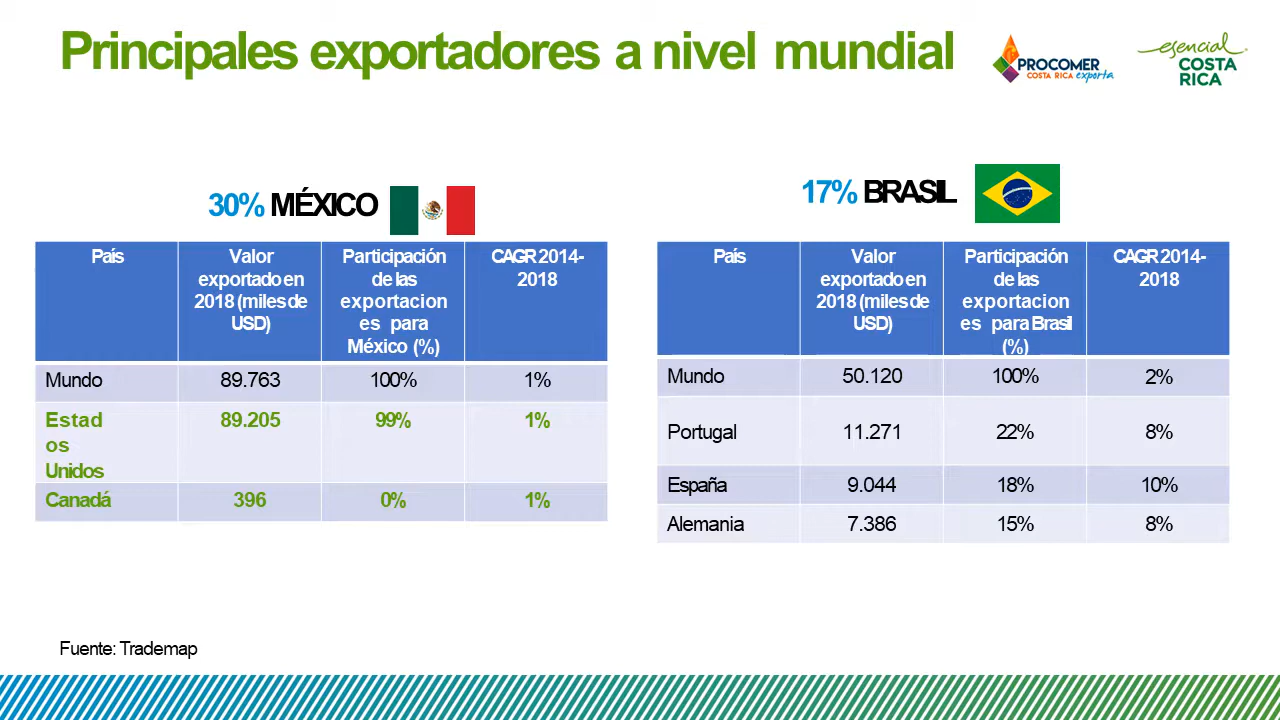 Principales exportadores a nivel mundial
PROCOMER
COSTA RICA exporta
esencial
COSTA
RICA
30% MÉXICO
País
Valor
exportado en
2018 (miles de
USD)
Participación
de las
exportacion
es para
México (%)
CAGR 2014-
2018
Mundo
89.763
100%
1%
Estad
os
Unidos
89.205
99%
1%
Canadá
396
0%
1%
17% BRASIL
País
Valor
exportado en
2018 (miles de
USD)
Participación
de las
exportacion
es para Brasil
(%)
CAGR 2014-
2018
Mundo
50.120
100%
2%
Portugal
11.271
22%
8%
España
9.044
18%
10%
Alemania
7.386
15%
8%
Fuente: Trademap